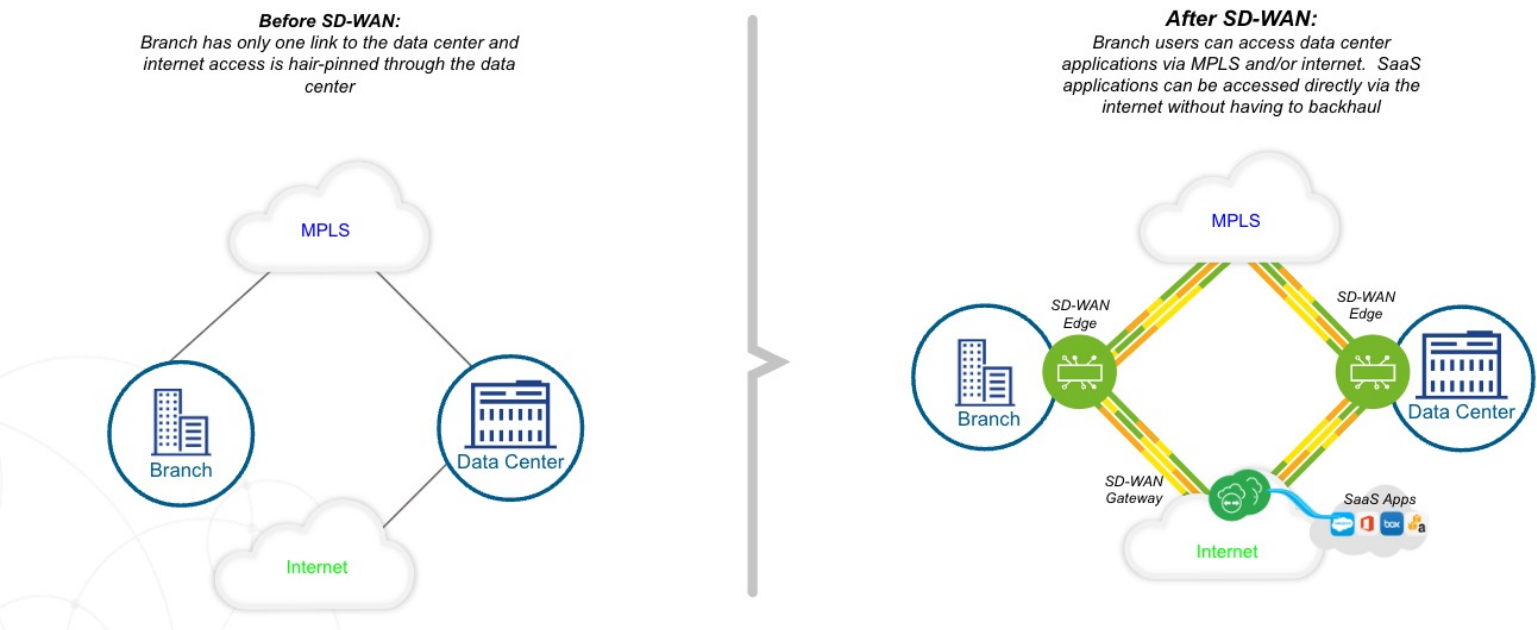 Before SD-WAN:
Branch has only one link to the data center and
internet access is hair-pinned through the data
center
MPLS
Branch
Data Center
Internet
After SD-WAN:
Branch users can access data center
applications via MPLS and/or internet.  SaaS
applications can be accessed directly via the
internet without having to backhaul
MPLS
SD-WAN
Edge
SD-WAN
Edge
Branch
Data Center
SD-WAN
Gateway
SaaS Apps
box
a
Internet